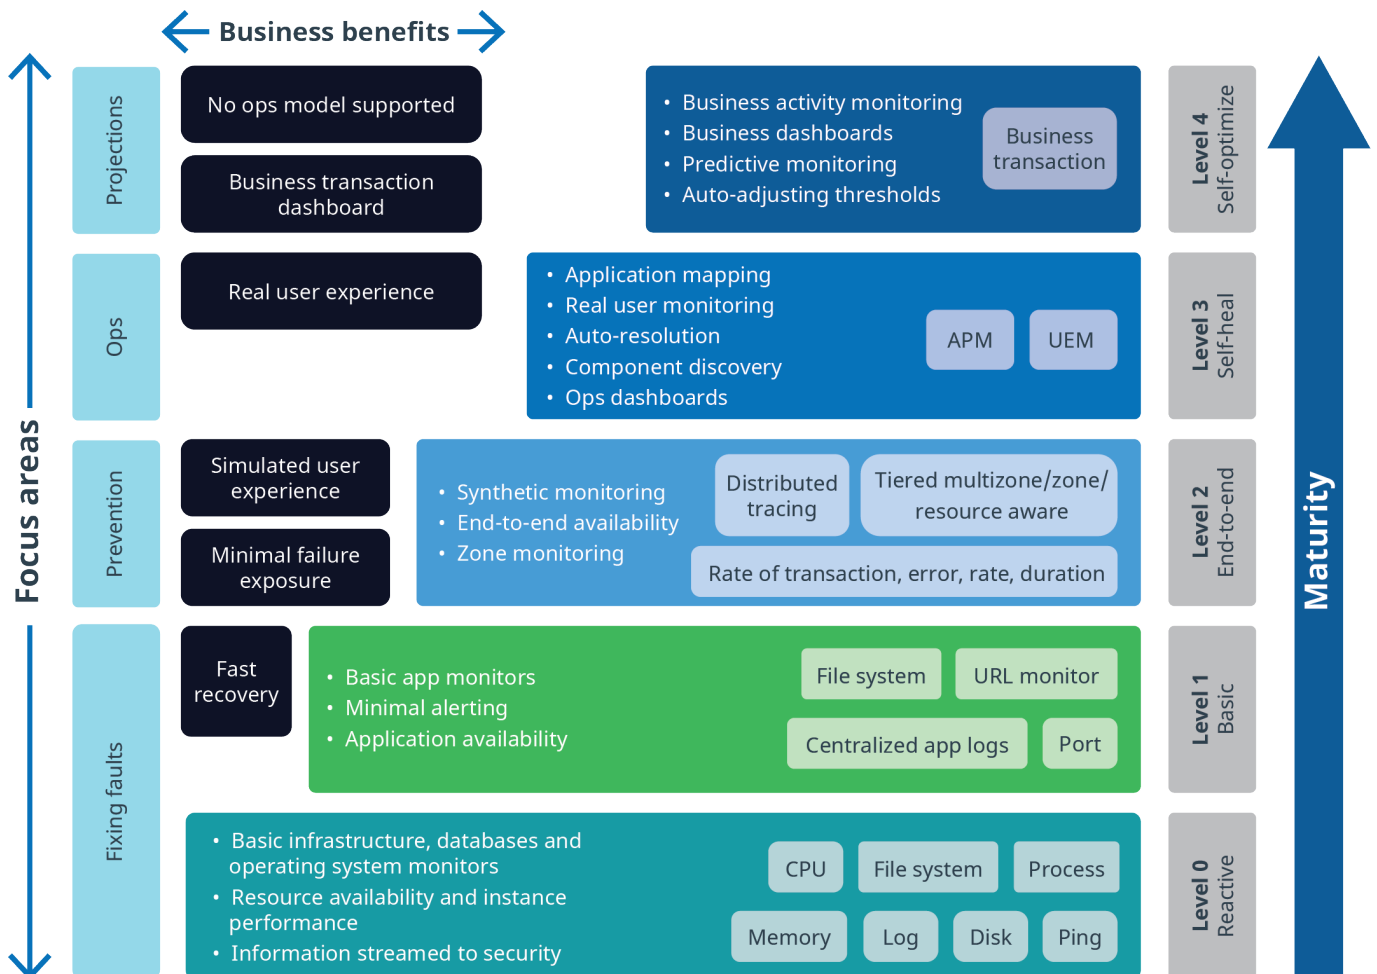 Business benefits
Focus areas
Maturity
Projections
No ops model supported
Business transaction
dashboard
• Business activity monitoring
• Business dashboards
• Predictive monitoring
• Auto-adjusting thresholds
Business
transaction
Level 4
Self-optimize
Ops
Real user experience
• Application mapping
• Real user monitoring
• Auto-resolution
• Component discovery
• Ops dashboards
APM
UEM
Level 3
Self-heal
Prevention
Simulated user
experience
Minimal failure
exposure
• Synthetic monitoring
• End-to-end availability
• Zone monitoring
Distributed
tracing
Tiered multizone/zone/
resource aware
Rate of transaction, error, rate, duration
Level 2
End-to-end
Fixing faults
Fast
recovery
• Basic app monitors
• Minimal alerting
• Application availability
File system
URL monitor
Centralized app logs
Port
Level 1
Basic
• Basic infrastructure, databases and
operating system monitors
• Resource availability and instance
performance
• Information streamed to security
CPU
File system
Process
Memory
Log
Disk
Ping
Level 0
Reactive